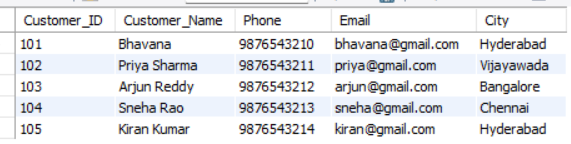 Customer_ID Customer_Name Phone Email City
101 Bhavana 9876543210 bhavana@gmail.com Hyderabad
102 Priya Sharma 9876543211 priya@gmail.com Vijayawada
103 Arjun Reddy 9876543212 arjun@gmail.com Bangalore
104 Sneha Rao 9876543213 sneha@gmail.com Chennai
105 Kiran Kumar 9876543214 kiran@gmail.com Hyderabad